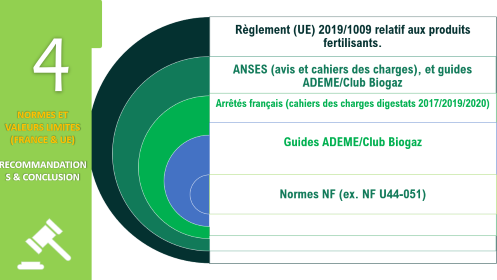 4
NORMES ET
VALEURS LIMITES
(FRANCE & UE)
RECOMMANDATION
S & CONCLUSION
Règlement (UE) 2019/1009 relatif aux produits
fertilisants.
ANSES (avis et cahiers des charges), et guides
ADEME/Club Biogaz
Arrêtés français (cahiers des charges digestats 2017/2019/2020)
Guides ADEME/Club Biogaz
Normes NF (ex. NF U44-051)